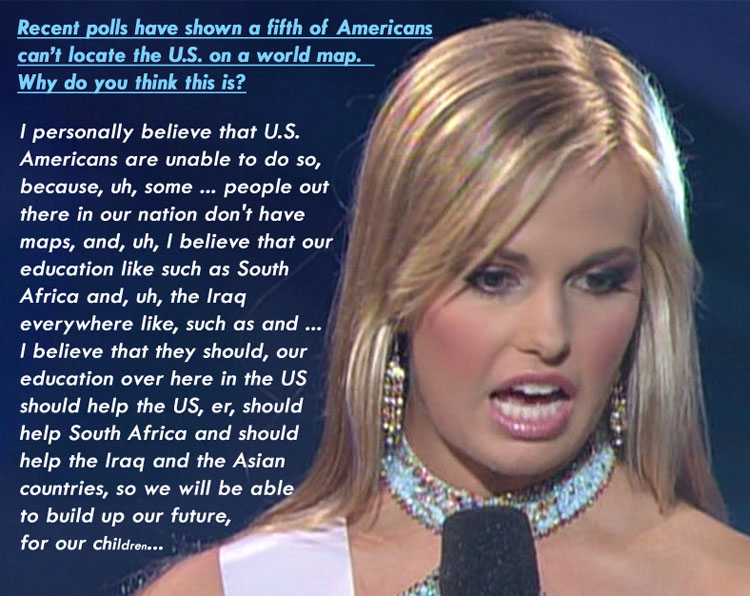 Recent polls have shown a fifth of Americans
can't locate the U.S. on a world map.
Why do you think this is?
I personally believe that U.S.
Americans are unable to do so,
because, uh, some ... people out
there in our nation don't have
maps, and, uh, I believe that our
education like such as South
Africa and, uh, the Iraq
everywhere like, such as and ...
I believe that they should, our
education over here in the US
should help the US, er, should
help South Africa and should
help the Iraq and the Asian
countries, so we will be able
to build up our future,
for our children...